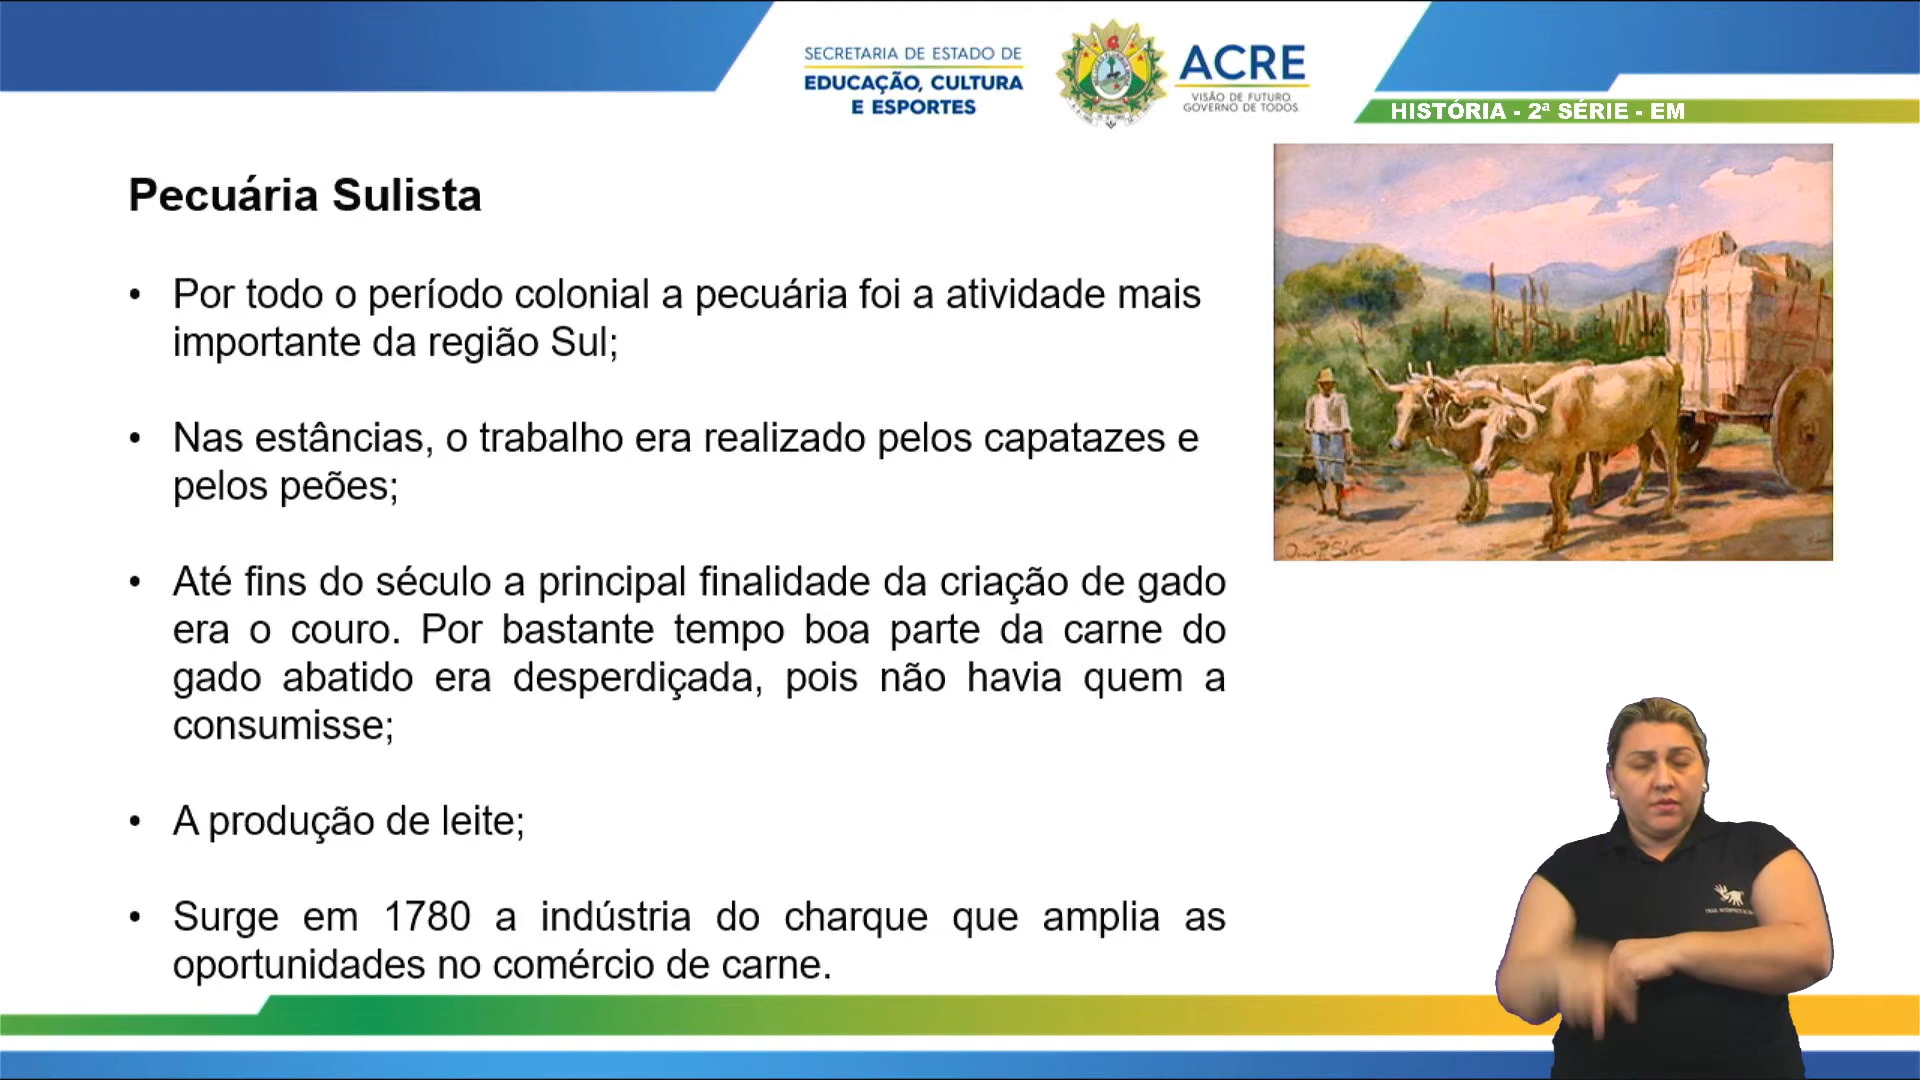 SECRETARIA DE ESTADO DE
EDUCAÇÃO, CULTURA
E ESPORTES
ACRE
VISÃO DE FUTURO
GOVERNO DE TODOS
HISTÓRIA - 2ª SÉRIE - EM
Pecuária Sulista
• Por todo o período colonial a pecuária foi a atividade mais
importante da região Sul;
• Nas estâncias, o trabalho era realizado pelos capatazes e
pelos peões;
• Até fins do século a principal finalidade da criação de gado
era o couro. Por bastante tempo boa parte da carne do
gado abatido era desperdiçada, pois não havia quem a
consumisse;
• A produção de leite;
• Surge em 1780 a indústria do charque que amplia as
oportunidades no comércio de carne.